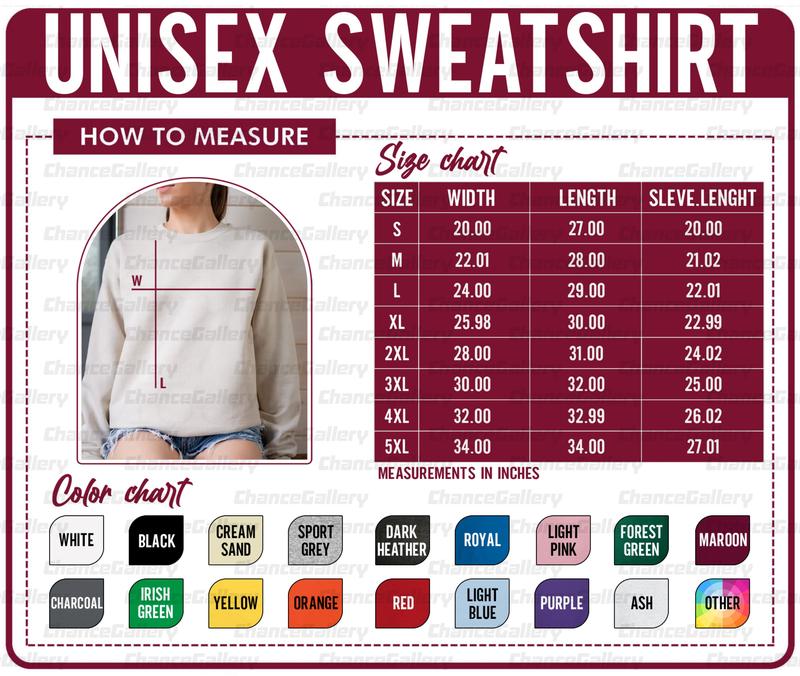 UNISEX SWEATSHIRT
HOW TO MEASURE
W
L
Size chart
SIZE WIDTH LENGTH SLEVE.LENGHT
S 20.00 27.00 20.00
M 22.01 28.00 21.02
L 24.00 29.00 22.01
XL 25.98 30.00 22.99
2XL 28.00 31.00 24.02
3XL 30.00 32.00 25.00
4XL 32.00 32.99 26.02
5XL 34.00 34.00 27.01
MEASUREMENTS IN INCHES
Color chart
WHITE
BLACK
CREAM
SAND
SPORT
GREY
DARK
HEATHER
ROYAL
LIGHT
PINK
FOREST
GREEN
MAROON
CHARCOAL
IRISH
GREEN
YELLOW
ORANGE
RED
LIGHT
BLUE
PURPLE
ASH
OTHER
ChanceGallery